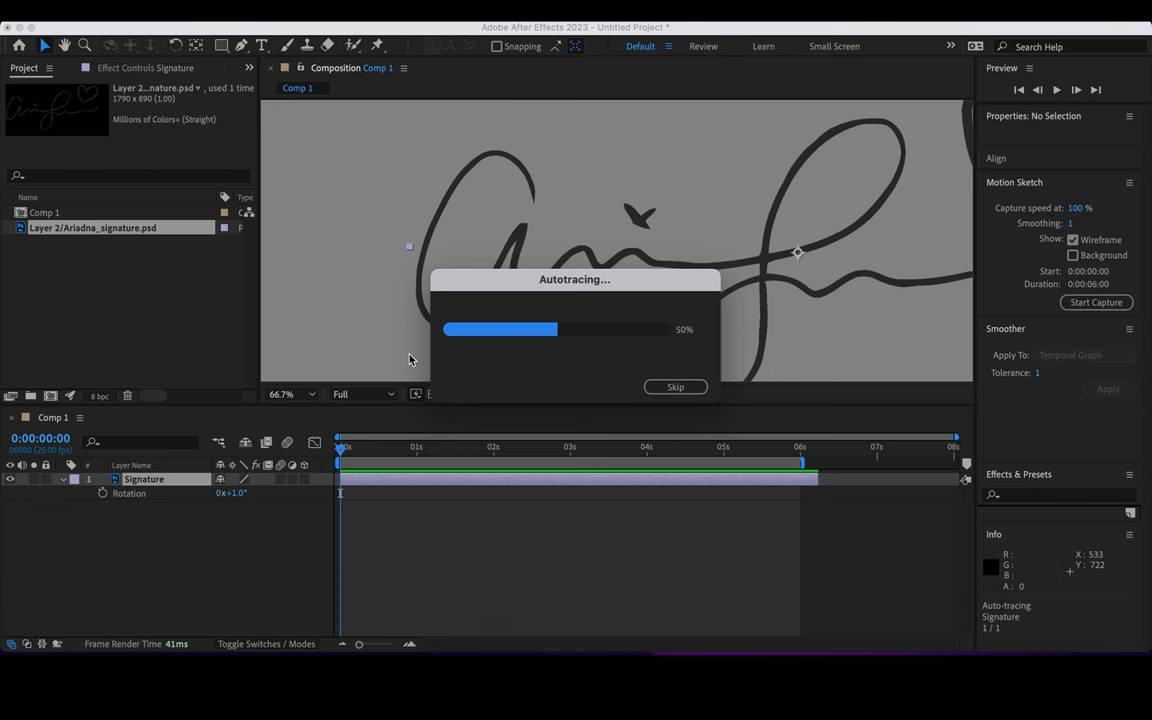 Adobe After Effects 2023 - Untitled Project *
Snapping
Default
Review
Learn
Small Screen
Search Help
Project
Effect Controls Signature
Composition Comp 1
Preview
Comp 1
Layer 2...nature.psd, used 1 time
1790 x 890 (1.00)
Millions of Colors+ (Straight)
Properties: No Selection
Align
Motion Sketch
Capture speed at: 100 %
Smoothing: 1
Show: Wireframe
Background
Start: 0:00:00:00
Duration: 0:00:06:00
Start Capture
Name
Type
Comp 1
Layer 2/Ariadna_signature.psd
Autotracing...
50%
Skip
Smoother
Apply To: Temporal Graph
Tolerance: 1
Apply
8 bpc
66.7%
Full
Comp 1
0:00:00:00
00000 (25.00 fps)
01s
02s
03s
04s
05s
06s
07s
08s
# Layer Name
1 Signature
Rotation
0x+1.0°
Effects & Presets
Info
R :
G :
B :
A : 0
X : 533
Y : 722
Auto-tracing
Signature
1 / 1
Frame Render Time 41ms
Toggle Switches / Modes